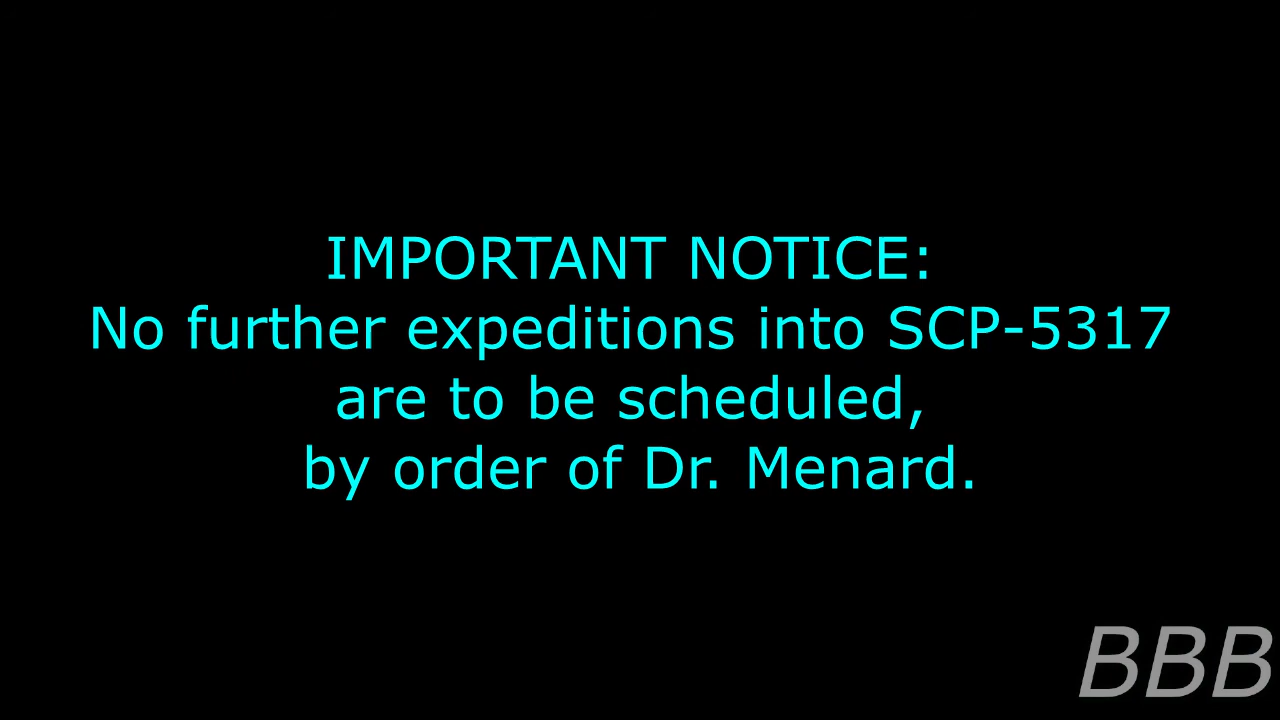 IMPORTANT NOTICE:
No further expeditions into SCP-5317
are to be scheduled,
by order of Dr. Menard.
BBB